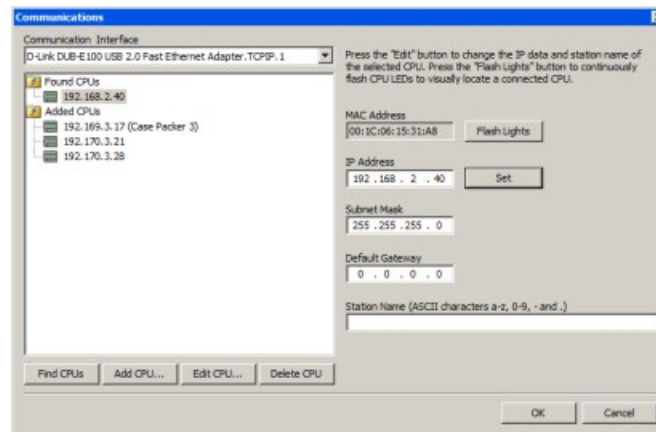 Communications
Communication Interface
D-Link DUB-E100 USB 2.0 Fast Ethernet Adapter.TCPIP.1
Found CPUs
192.168.2.40
Added CPUs
192.169.3.17 (Case Packer 3)
192.170.3.21
192.170.3.28
Find CPUs
Add CPU...
Edit CPU...
Delete CPU
Press the "Edit" button to change the IP data and station name of
the selected CPU. Press the "Flash Lights" button to continuously
flash CPU LEDs to visually locate a connected CPU.
MAC Address
00:1C:06:15:31:A8
Flash Lights
IP Address
192 .168 . 2 . 40
Set
Subnet Mask
255 .255 .255 . 0
Default Gateway
0 . 0 . 0 . 0
Station Name (ASCII characters a-z, 0-9, - and .)
OK
Cancel